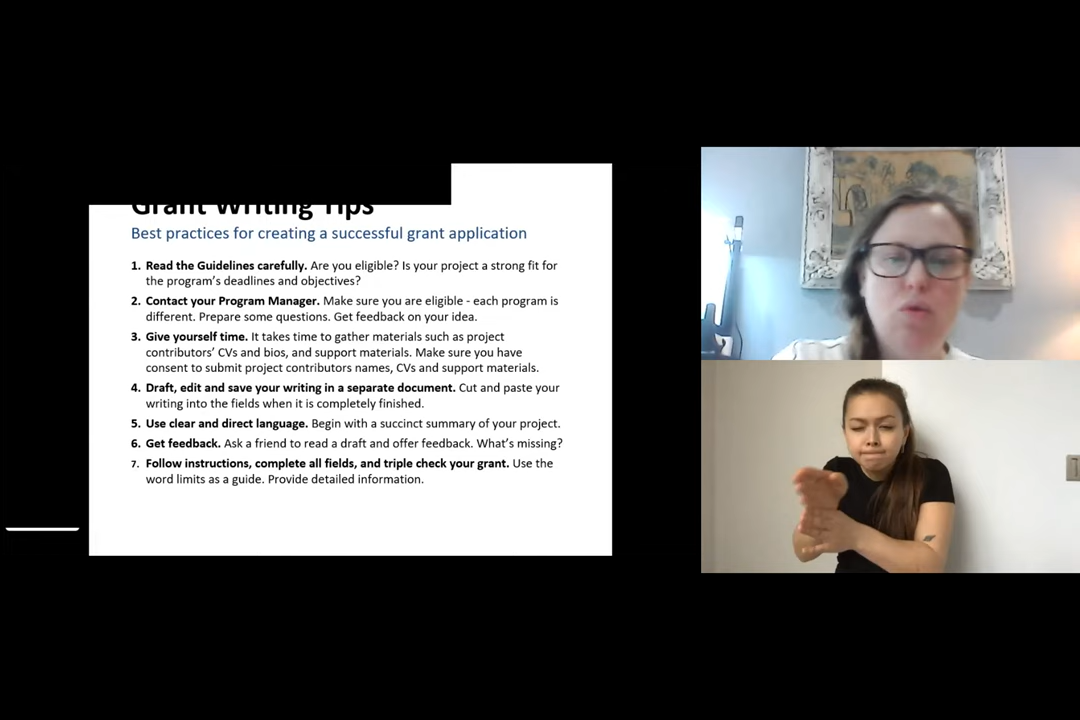 Grant Writing Tips
Best practices for creating a successful grant application
1. Read the Guidelines carefully. Are you eligible? Is your project a strong fit for
the program's deadlines and objectives?
2. Contact your Program Manager. Make sure you are eligible - each program is
different. Prepare some questions. Get feedback on your idea.
3. Give yourself time. It takes time to gather materials such as project
contributors' CVs and bios, and support materials. Make sure you have
consent to submit project contributors names, CVs and support materials.
4. Draft, edit and save your writing in a separate document. Cut and paste your
writing into the fields when it is completely finished.
5. Use clear and direct language. Begin with a succinct summary of your project.
6. Get feedback. Ask a friend to read a draft and offer feedback. What's missing?
7. Follow instructions, complete all fields, and triple check your grant. Use the
word limits as a guide. Provide detailed information.